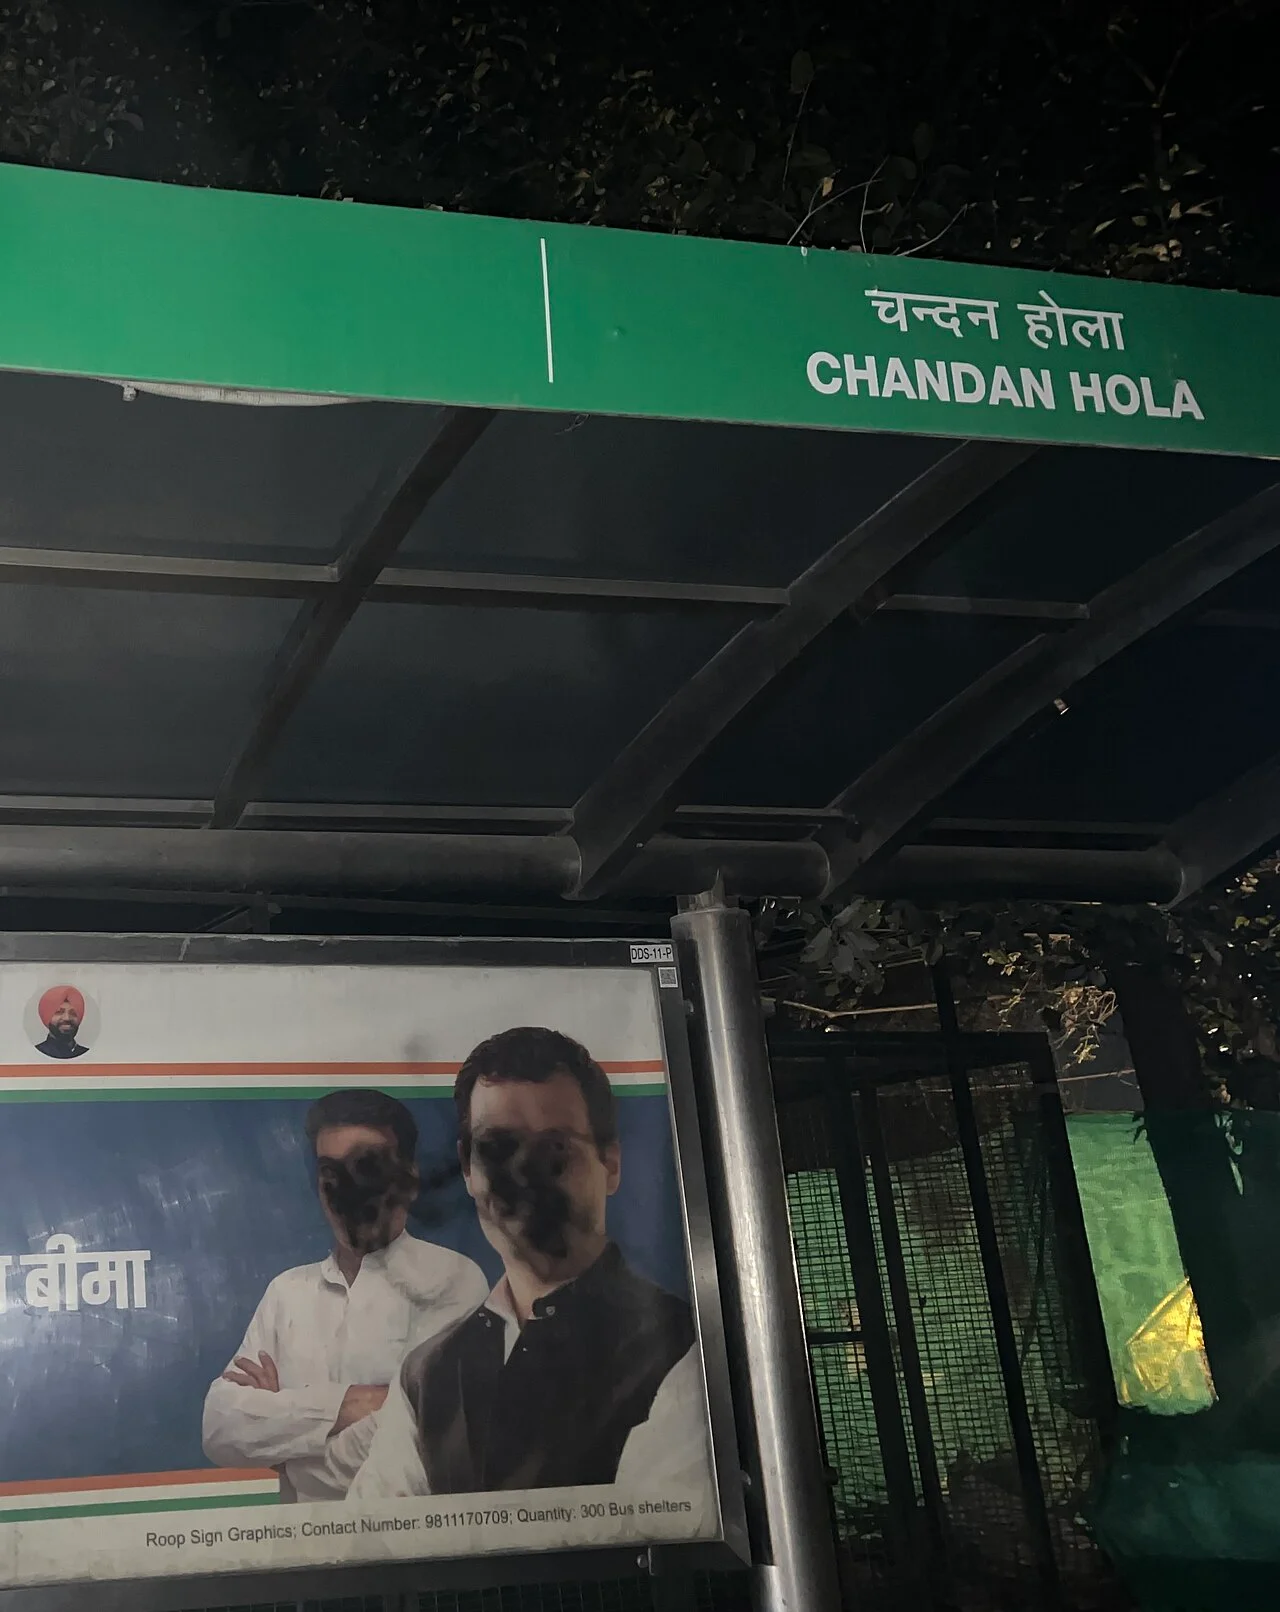 चन्दन होला
CHANDAN HOLA
DDS-11-P
बीमा
Roop Sign Graphics; Contact Number: 9811170709; Quantity: 300 Bus shelters